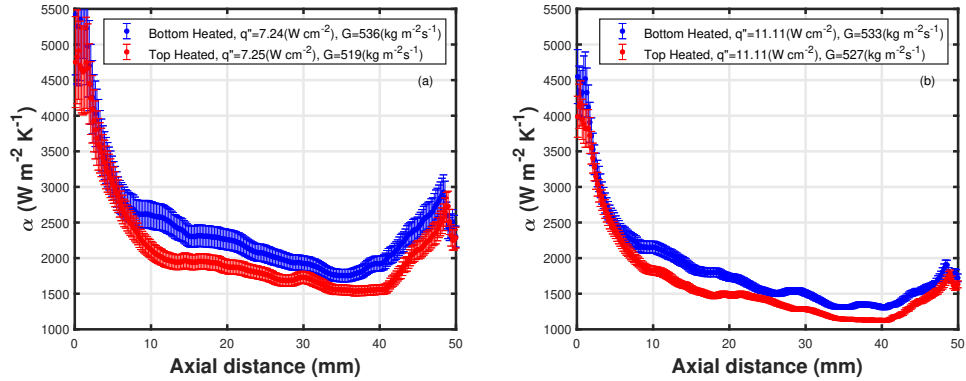 Bottom Heated, q"=7.24(W cm⁻²), G=536(kg m⁻²s⁻¹)
Top Heated, q"=7.25(W cm⁻²), G=519(kg m⁻²s⁻¹)
(a)
5500
5000
4500
4000
3500
3000
2500
2000
1500
1000
α (W m⁻² K⁻¹)
0 10 20 30 40 50
Axial distance (mm)
Bottom Heated, q"=11.11(W cm⁻²), G=533(kg m⁻²s⁻¹)
Top Heated, q"=11.11(W cm⁻²), G=527(kg m⁻²s⁻¹)
(b)
5500
5000
4500
4000
3500
3000
2500
2000
1500
1000
α (W m⁻² K⁻¹)
0 10 20 30 40 50
Axial distance (mm)